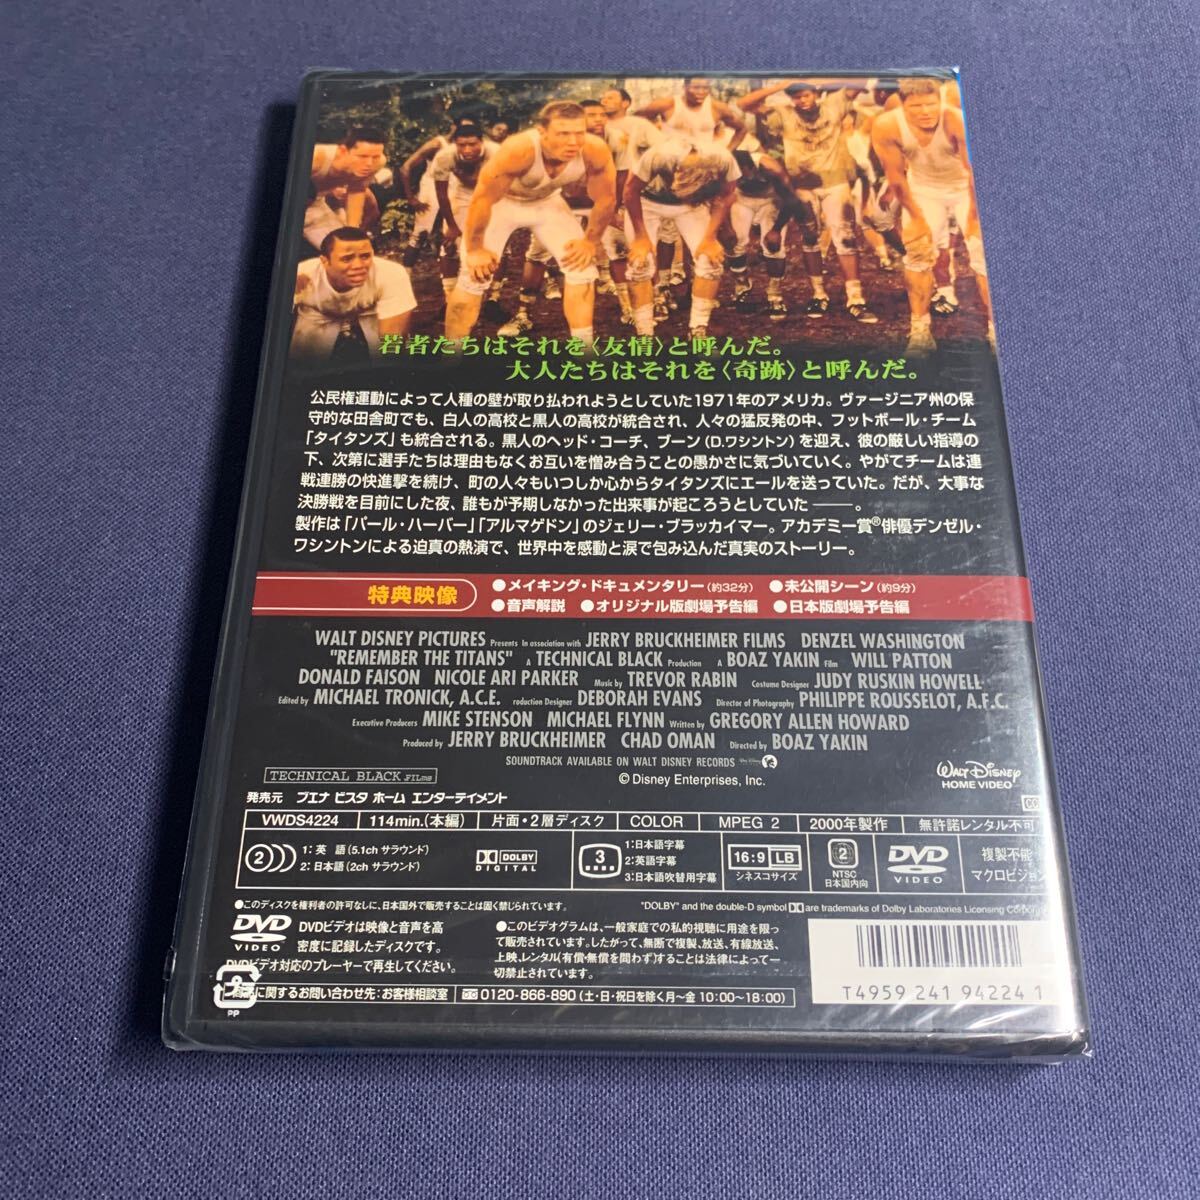 若者たちはそれを〈友情〉と呼んだ。
大人たちはそれを〈奇跡〉と呼んだ。
公民権運動によって人種の壁が取り払われようとしていた1971年のアメリカ。ヴァージニア州の保
守的な田舎町でも、白人の高校と黒人の高校が統合され、人々の猛反発の中、フットボール・チーム
「タイタンズ」も統合される。黒人のヘッド・コーチ、ブーン(D.ワシントン)を迎え、彼の厳しい指導の
下、次第に選手たちは理由もなくお互いを憎み合うことの愚かさに気づいていく。やがてチームは連
戦連勝の快進撃を続け、町の人々もいつしか心からタイタンズにエールを送っていた。だが、大事な
決勝戦を目前にした夜、誰もが予期しなかった出来事が起ころうとしていた――。
製作は「パール・ハーバー」「アルマゲドン」のジェリー・ブラッカイマー。アカデミー賞®俳優デンゼル・
ワシントンによる迫真の熱演で、世界中を感動と涙で包み込んだ真実のストーリー。
特典映像
●メイキング・ドキュメンタリー(約32分) ●未公開シーン(約9分)
●音声解説 ●オリジナル版劇場予告編 ●日本版劇場予告編
WALT DISNEY PICTURES Presents In association with JERRY BRUCKHEIMER FILMS DENZEL WASHINGTON
"REMEMBER THE TITANS" A TECHNICAL BLACK Production A BOAZ YAKIN Film WILL PATTON
DONALD FAISON NICOLE ARI PARKER Music by TREVOR RABIN Costume Designer JUDY RUSKIN HOWELL
Edited by MICHAEL TRONICK, A.C.E. roduction Designer DEBORAH EVANS Director of Photography PHILIPPE ROUSSELOT, A.F.C.
Executive Producers MIKE STENSON MICHAEL FLYNN Written by GREGORY ALLEN HOWARD
Produced by JERRY BRUCKHEIMER CHAD OMAN Directed by BOAZ YAKIN
SOUNDTRACK AVAILABLE ON WALT DISNEY RECORDS
TECHNICAL BLACK FILMS
© Disney Enterprises, Inc.
WALT DISNEY
HOME VIDEO
CC
発売元 ブエナ ビスタ ホーム エンターテイメント
VWDS4224 114min.(本編) 片面・2層ディスク COLOR MPEG 2 2000年製作 無許諾レンタル不可
2 1: 英 語(5.1ch サラウンド)
2: 日本語(2ch サラウンド)
DOLBY
DIGITAL
3
1:日本語字幕
2:英語字幕
3:日本語吹替用字幕
16:9 LB
シネスコサイズ
2
NTSC
日本国内向
DVD
VIDEO
複製不能
マクロビジョン
●このディスクを権利者の許可なしに、日本国外で販売することは固く禁じられています。
"DOLBY" and the double-D symbol are trademarks of Dolby Laboratories Licensing Corpor
DVD
VIDEO
DVDビデオは映像と音声を高
密度に記録したディスクです。
DVDビデオ対応のプレーヤーで再生してください。
●このビデオグラムは、一般家庭での私的視聴に用途を限っ
て販売されています。したがって、無断で複製、放送、有線放送、
上映、レンタル(有償・無償を問わず)することは法律によって一
切禁止されています。
に関するお問い合わせ先:お客様相談室 0120-866-890(土・日・祝日を除く月〜金 10:00〜18:00)
PP
T4959 241 94224 1